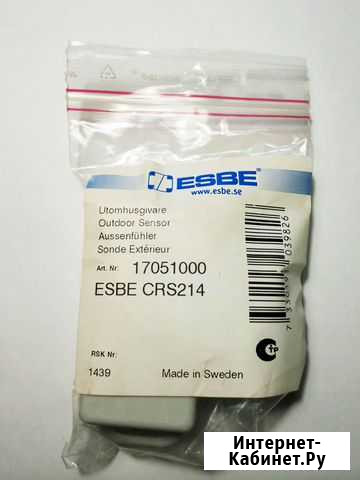 ESBE
www.esbe.se
Utomhusgivare
Outdoor Sensor
Aussenfühler
Sonde Extérieur
Art. Nr: 17051000
ESBE CRS214
RSK Nr:
1439 Made in Sweden
Интернет-
Кабинет.Ру